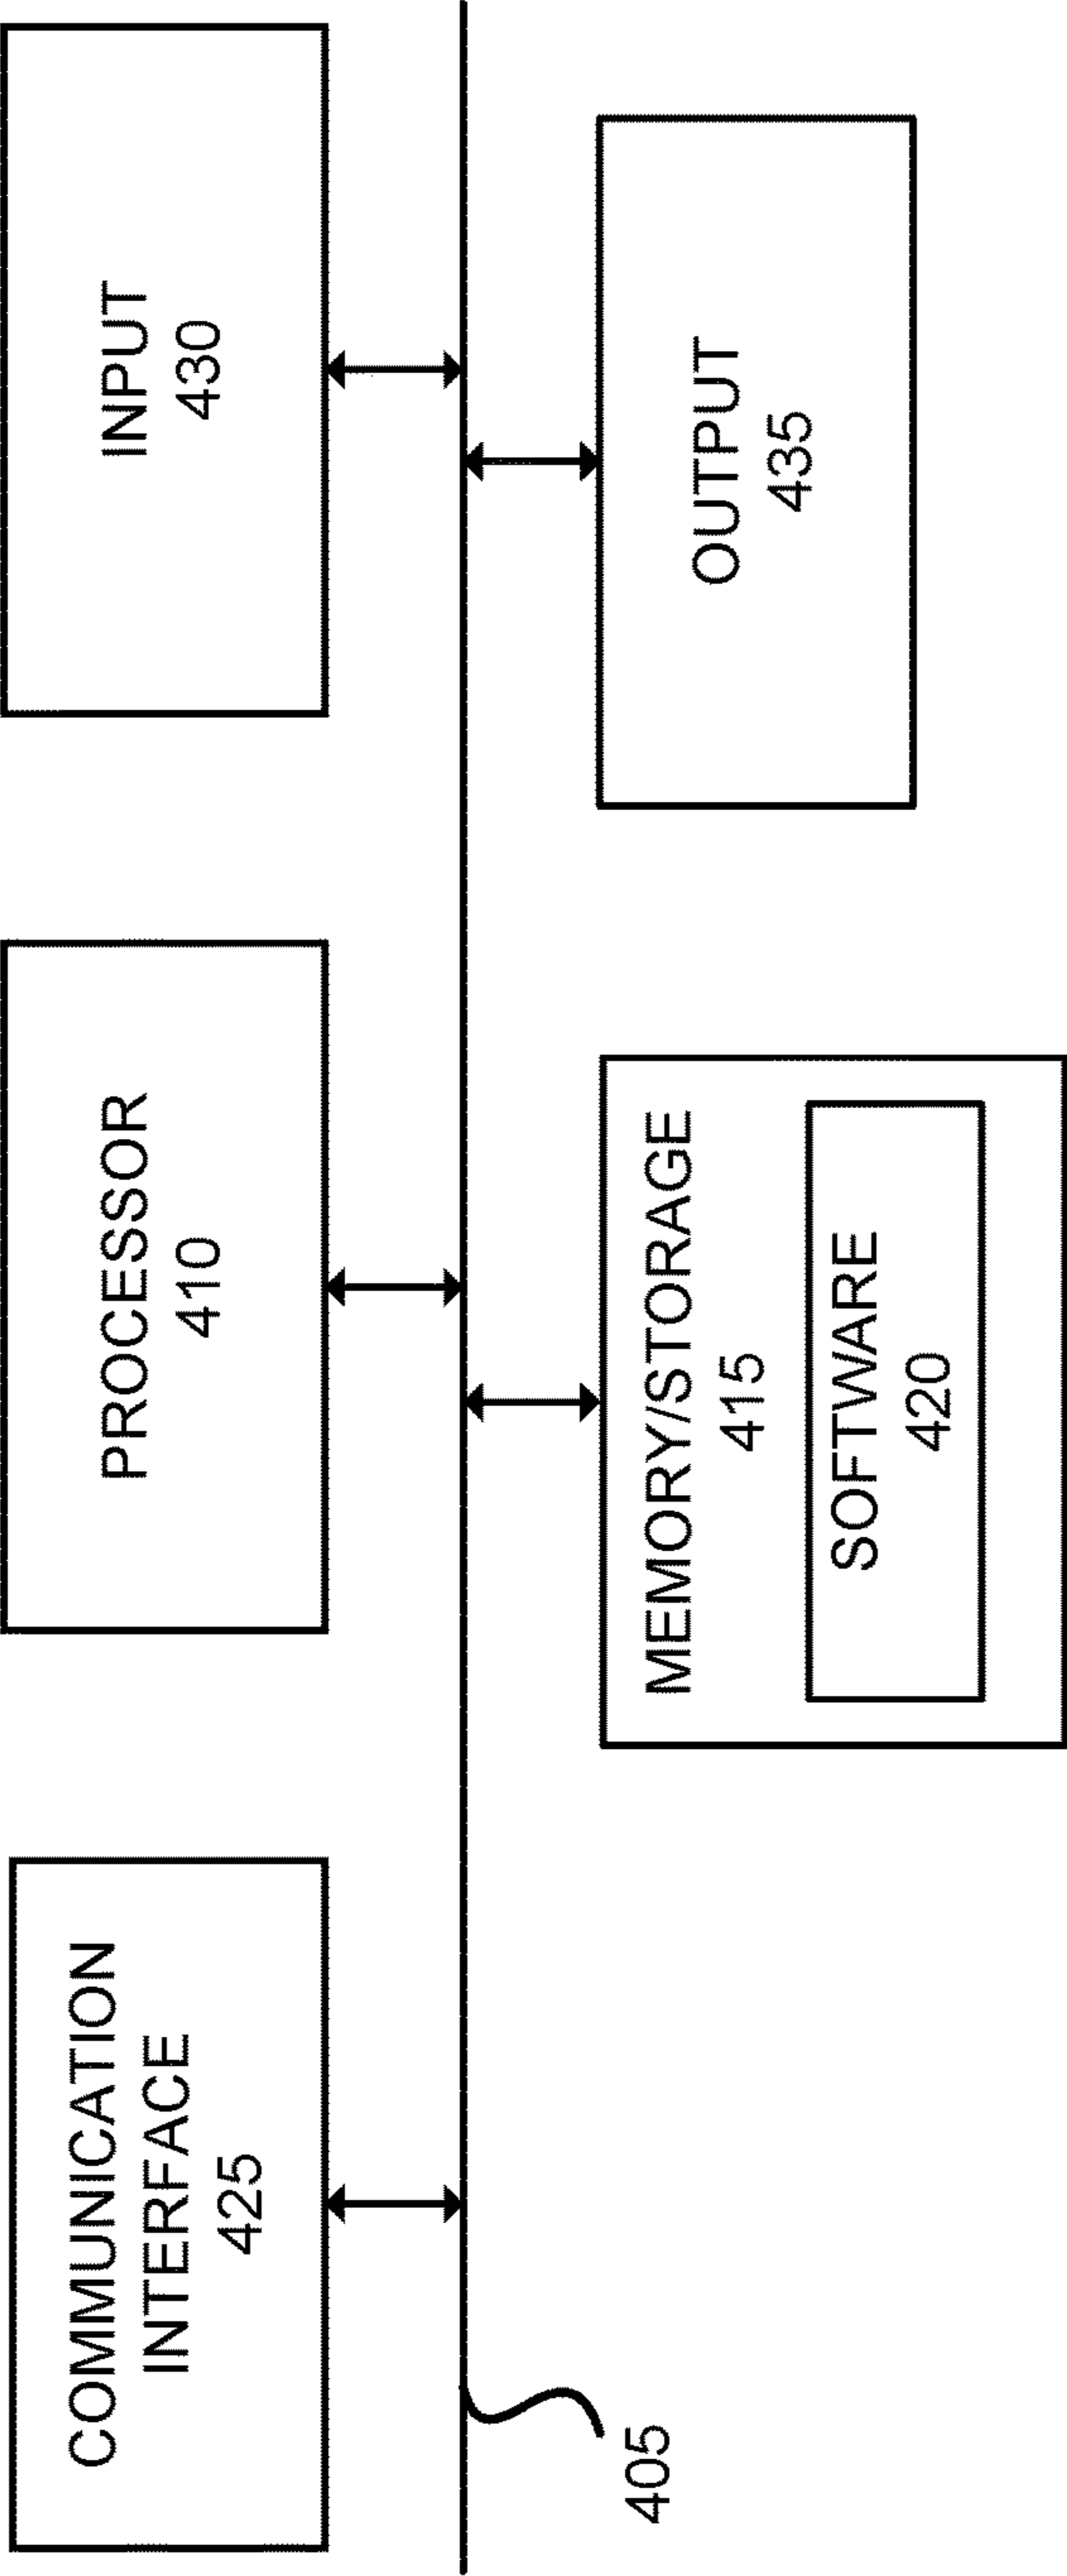 COMMUNICATION
INTERFACE
425
PROCESSOR
410
INPUT
430
405
MEMORY/STORAGE
415
SOFTWARE
420
OUTPUT
435